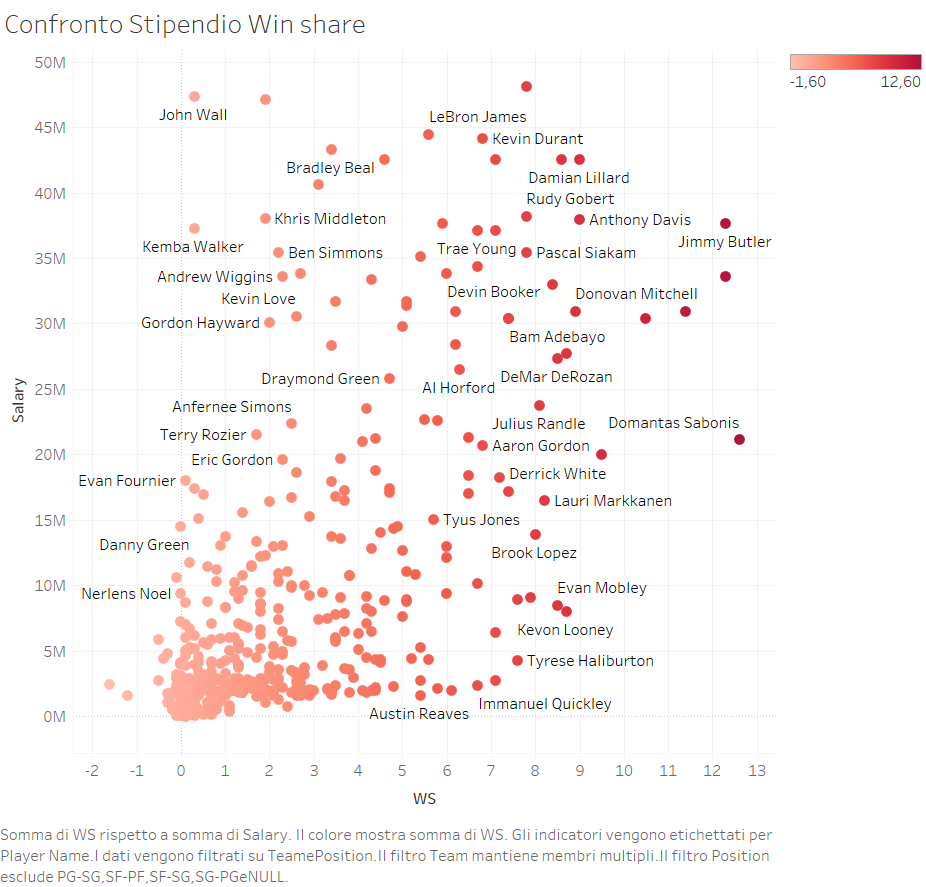 Confronto Stipendio Win share
-1,60 12,60
50M
45M
40M
35M
30M
25M
20M
15M
10M
5M
0M
Salary
John Wall
LeBron James
Kevin Durant
Bradley Beal
Damian Lillard
Rudy Gobert
Khris Middleton
Anthony Davis
Kemba Walker
Ben Simmons
Trae Young
Pascal Siakam
Jimmy Butler
Andrew Wiggins
Kevin Love
Devin Booker
Donovan Mitchell
Gordon Hayward
Bam Adebayo
Draymond Green
Al Horford
DeMar DeRozan
Anfernee Simons
Julius Randle
Domantas Sabonis
Terry Rozier
Aaron Gordon
Eric Gordon
Derrick White
Evan Fournier
Lauri Markkanen
Tyus Jones
Danny Green
Brook Lopez
Nerlens Noel
Evan Mobley
Kevon Looney
Tyrese Haliburton
Immanuel Quickley
Austin Reaves
-2 -1 0 1 2 3 4 5 6 7 8 9 10 11 12 13
WS
Somma di WS rispetto a somma di Salary. Il colore mostra somma di WS. Gli indicatori vengono etichettati per
Player Name.I dati vengono filtrati su TeamePosition.Il filtro Team mantiene membri multipli.Il filtro Position
esclude PG-SG,SF-PF,SF-SG,SG-PGeNULL.